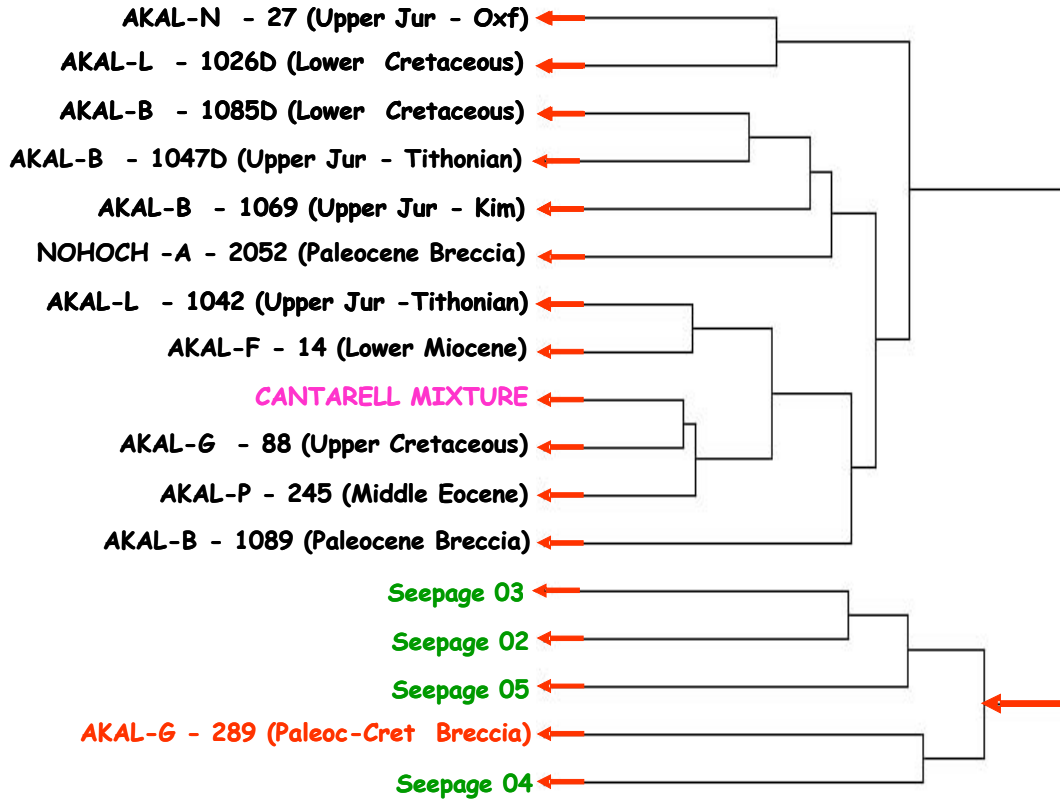 AKAL-N - 27 (Upper Jur - Oxf)
AKAL-L - 1026D (Lower Cretaceous)
AKAL-B - 1085D (Lower Cretaceous)
AKAL-B - 1047D (Upper Jur - Tithonian)
AKAL-B - 1069 (Upper Jur - Kim)
NOHOCH -A - 2052 (Paleocene Breccia)
AKAL-L - 1042 (Upper Jur -Tithonian)
AKAL-F - 14 (Lower Miocene)
CANTARELL MIXTURE
AKAL-G - 88 (Upper Cretaceous)
AKAL-P - 245 (Middle Eocene)
AKAL-B - 1089 (Paleocene Breccia)
Seepage 03
Seepage 02
Seepage 05
AKAL-G - 289 (Paleoc-Cret Breccia)
Seepage 04